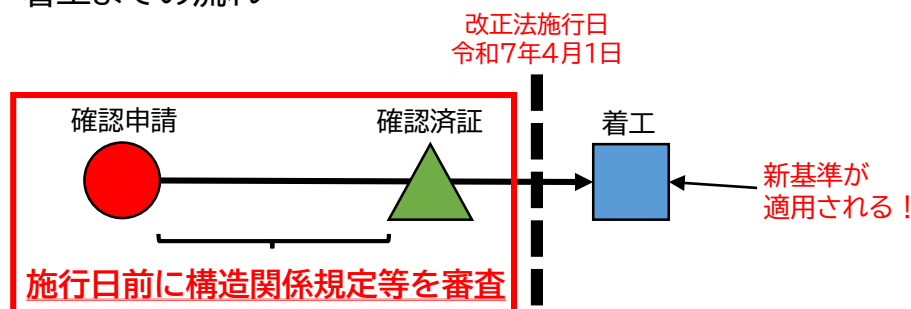 改正法施行日
令和7年4月1日
確認申請
確認済証
着工
新基準が
適用される！
施行日前に構造関係規定等を審査